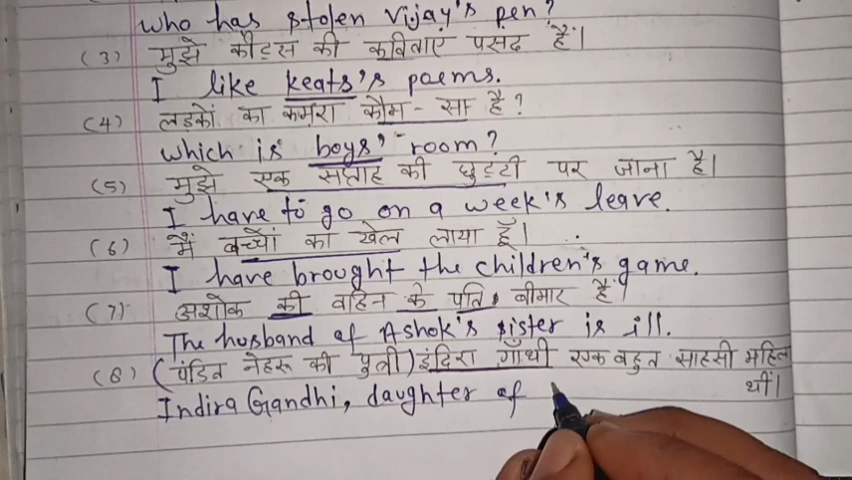 who has stolen vijay's pen?
(3) मुझे कीट्स की कविताएं पसंद हैं।
I like keats's poems.
(4) लड़कों का कमरा कौन-सा है?
which is boys' room?
(5) मुझे एक सप्ताह की छुट्टी पर जाना है।
I have to go on a week's leave.
(6) मैं बच्चों का खेल लाया हूँ।
I have brought the children's game.
(7) अशोक की बहिन के पति बीमार हैं।
The husband of Ashok's sister is ill.
(8) (पंडित नेहरू की पुत्री) इंदिरा गाँधी एक बहुत साहसी महिला थीं।
Indira Gandhi, daughter of